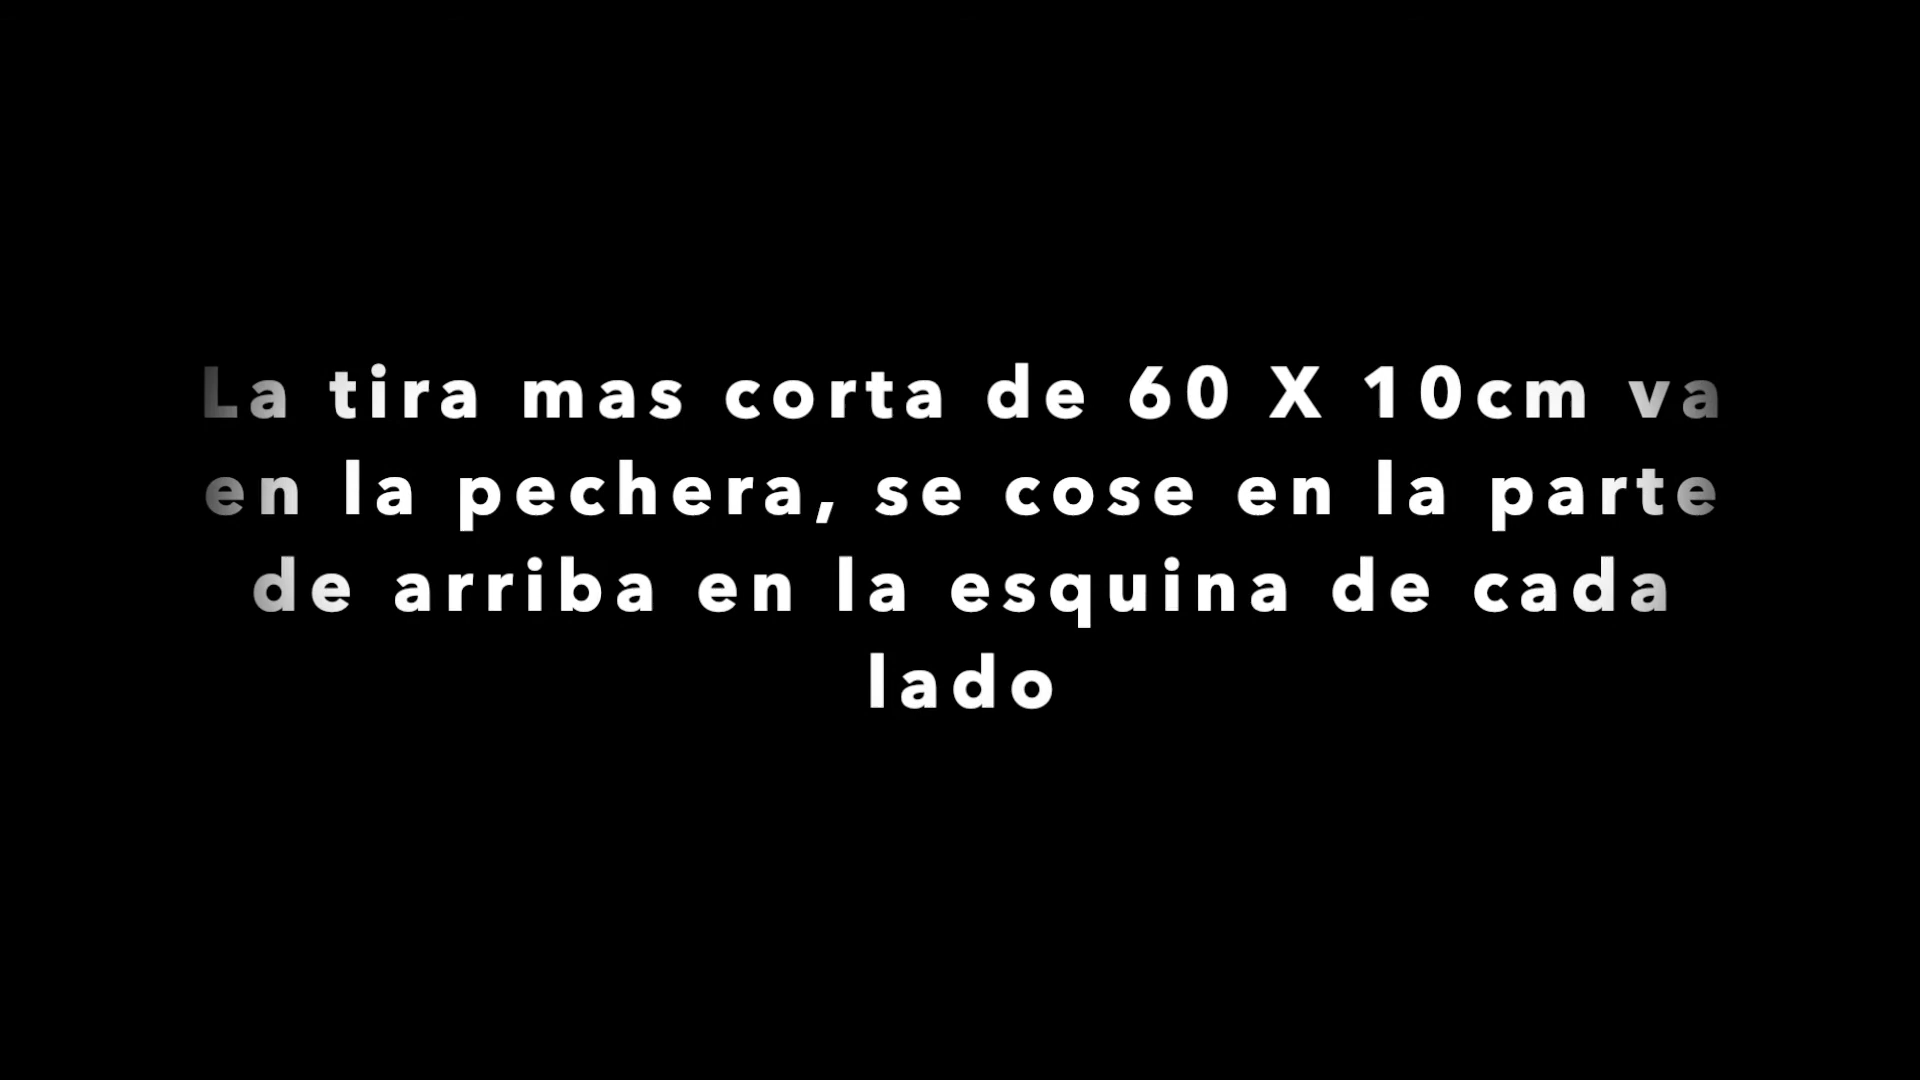 La tira mas corta de 60 X 10cm va
en la pechera, se cose en la parte
de arriba en la esquina de cada
lado